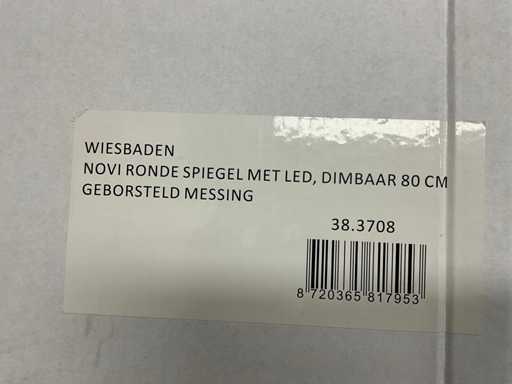 WIESBADEN
NOVI RONDE SPIEGEL MET LED, DIMBAAR 80 CM
GEBORSTELD MESSING
38.3708
8 720365 817953